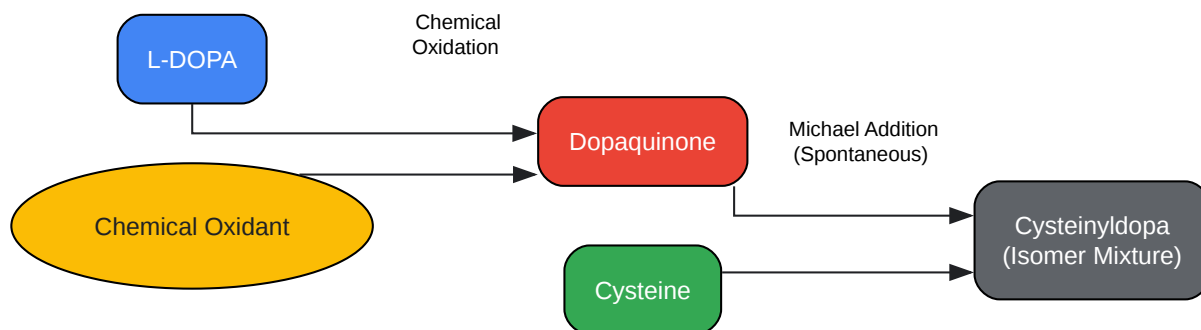 L-DOPA
Chemical
Oxidation
Chemical Oxidant
Dopaquinone
Michael Addition
(Spontaneous)
Cysteine
Cysteinyldopa
(Isomer Mixture)